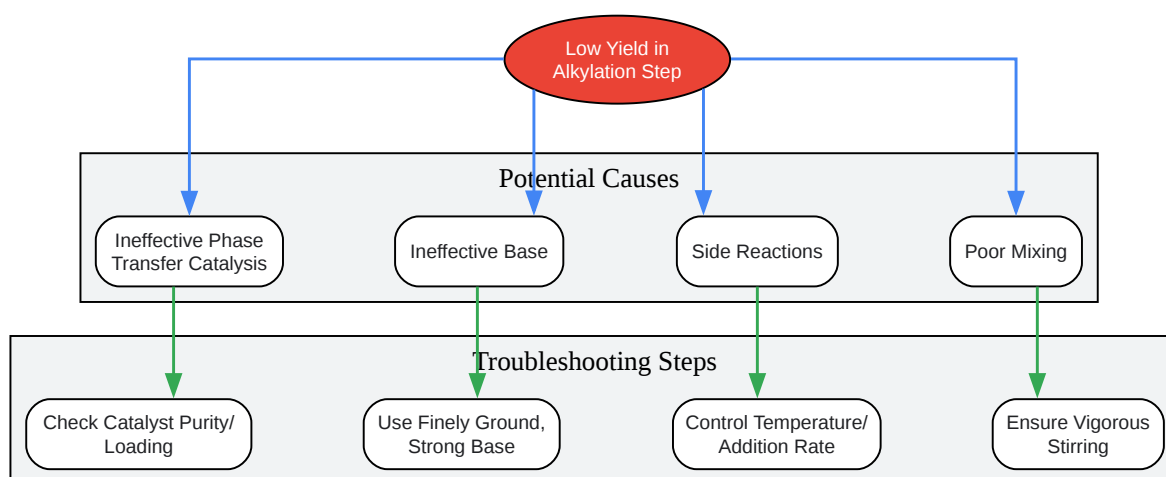 Low Yield in
Alkylation Step
Potential Causes
Ineffective Phase
Transfer Catalysis
Ineffective Base
Side Reactions
Poor Mixing
Troubleshooting Steps
Check Catalyst Purity/
Loading
Use Finely Ground,
Strong Base
Control Temperature/
Addition Rate
Ensure Vigorous
Stirring